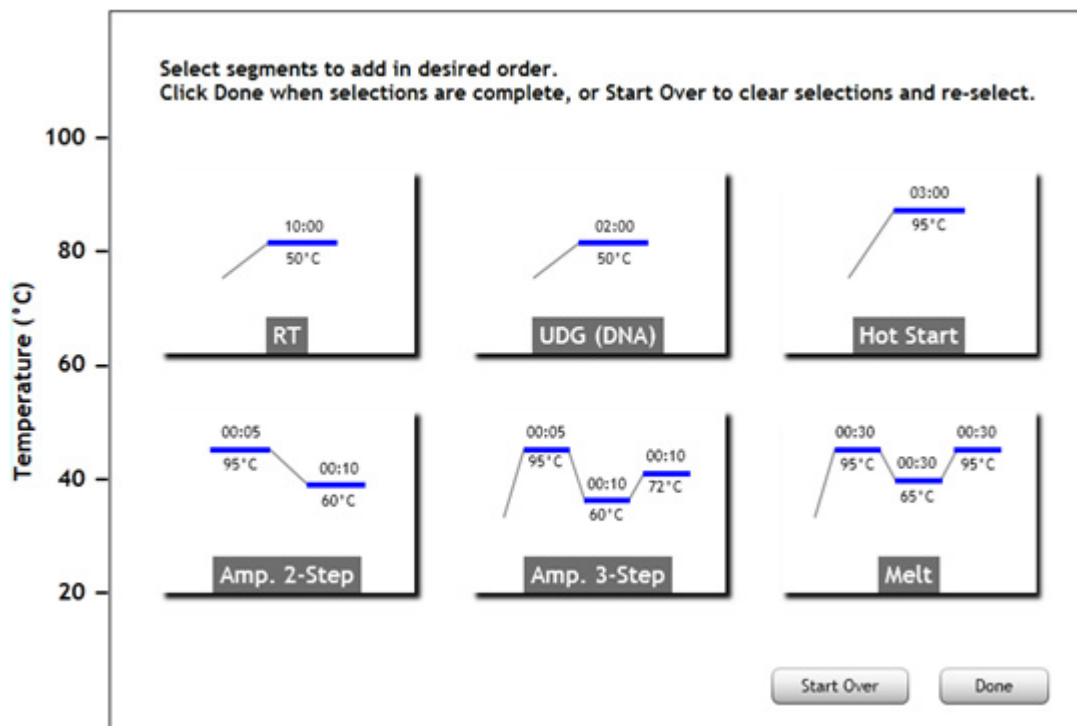 Select segments to add in desired order.
Click Done when selections are complete, or Start Over to clear selections and re-select.
Temperature (°C)
100
80
60
40
20
10:00
50°C
RT
02:00
50°C
UDG (DNA)
03:00
95°C
Hot Start
00:05
95°C
00:10
60°C
Amp. 2-Step
00:05
95°C
00:10
60°C
00:10
72°C
Amp. 3-Step
00:30
95°C
00:30
65°C
00:30
95°C
Melt
Start Over
Done